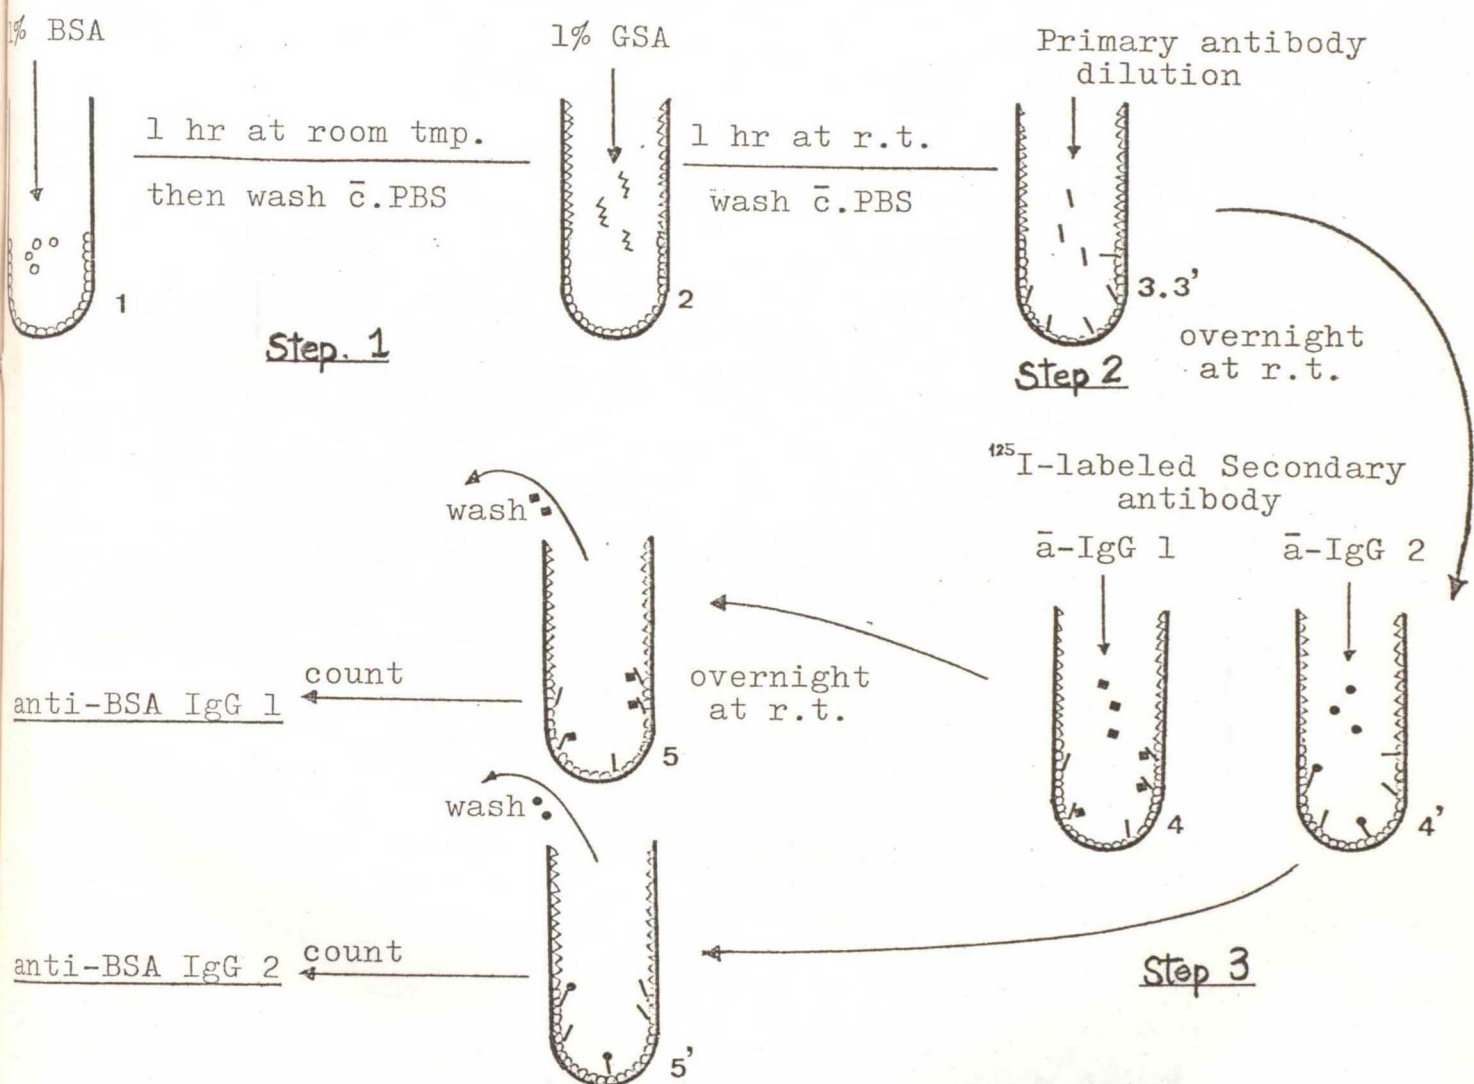 1% BSA
1% GSA
Primary antibody
dilution
1 hr at room tmp.
then wash c̄.PBS
1 hr at r.t.
wash c̄.PBS
1
2
3.3'
Step. 1
overnight
at r.t.
Step 2
¹²⁵I-labeled Secondary
antibody
ā-IgG 1
ā-IgG 2
wash
count
anti-BSA IgG 1
overnight
at r.t.
5
4
4'
wash
count
anti-BSA IgG 2
Step 3
5'